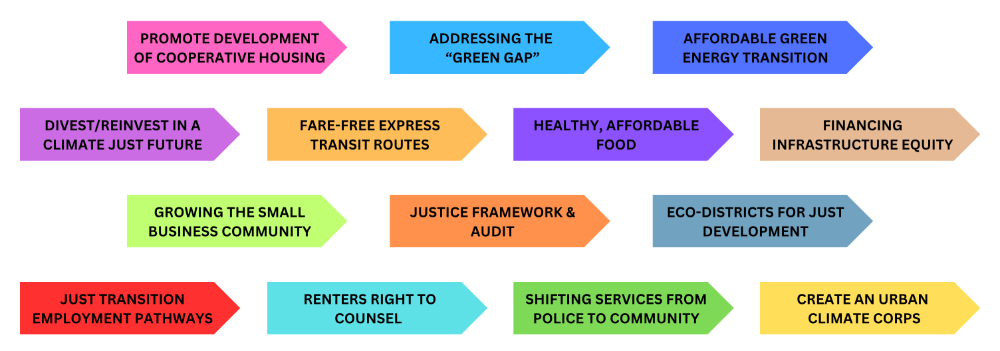 PROMOTE DEVELOPMENT
OF COOPERATIVE HOUSING
ADDRESSING THE
“GREEN GAP”
AFFORDABLE GREEN
ENERGY TRANSITION
DIVEST/REINVEST IN A
CLIMATE JUST FUTURE
FARE-FREE EXPRESS
TRANSIT ROUTES
HEALTHY, AFFORDABLE
FOOD
FINANCING
INFRASTRUCTURE EQUITY
GROWING THE SMALL
BUSINESS COMMUNITY
JUSTICE FRAMEWORK &
AUDIT
ECO-DISTRICTS FOR JUST
DEVELOPMENT
JUST TRANSITION
EMPLOYMENT PATHWAYS
RENTERS RIGHT TO
COUNSEL
SHIFTING SERVICES FROM
POLICE TO COMMUNITY
CREATE AN URBAN
CLIMATE CORPS